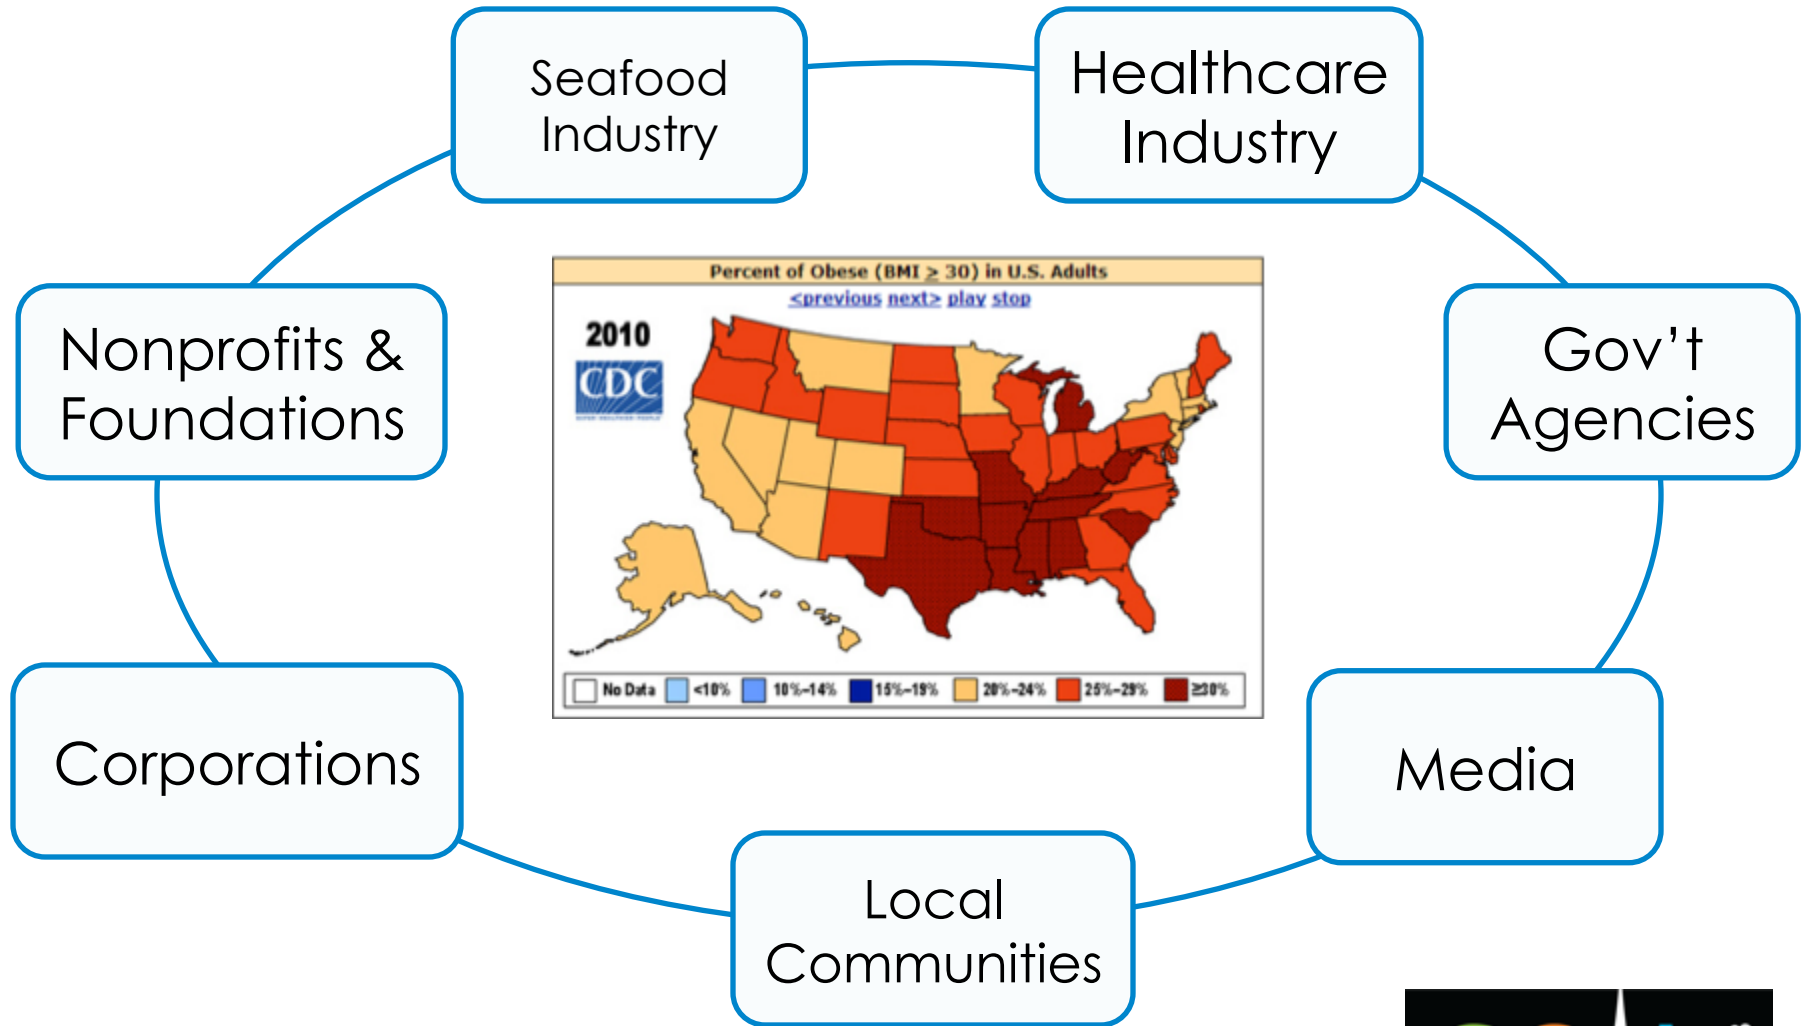 Seafood
Industry
Healthcare
Industry
Nonprofits &
Foundations
Percent of Obese (BMI ≥ 30) in U.S. Adults
<previous next> play stop
2010
CDC
Gov’t
Agencies
No Data <10% 10%–14% 15%–19% 20%–24% 25%–29% ≥30%
Corporations
Media
Local
Communities